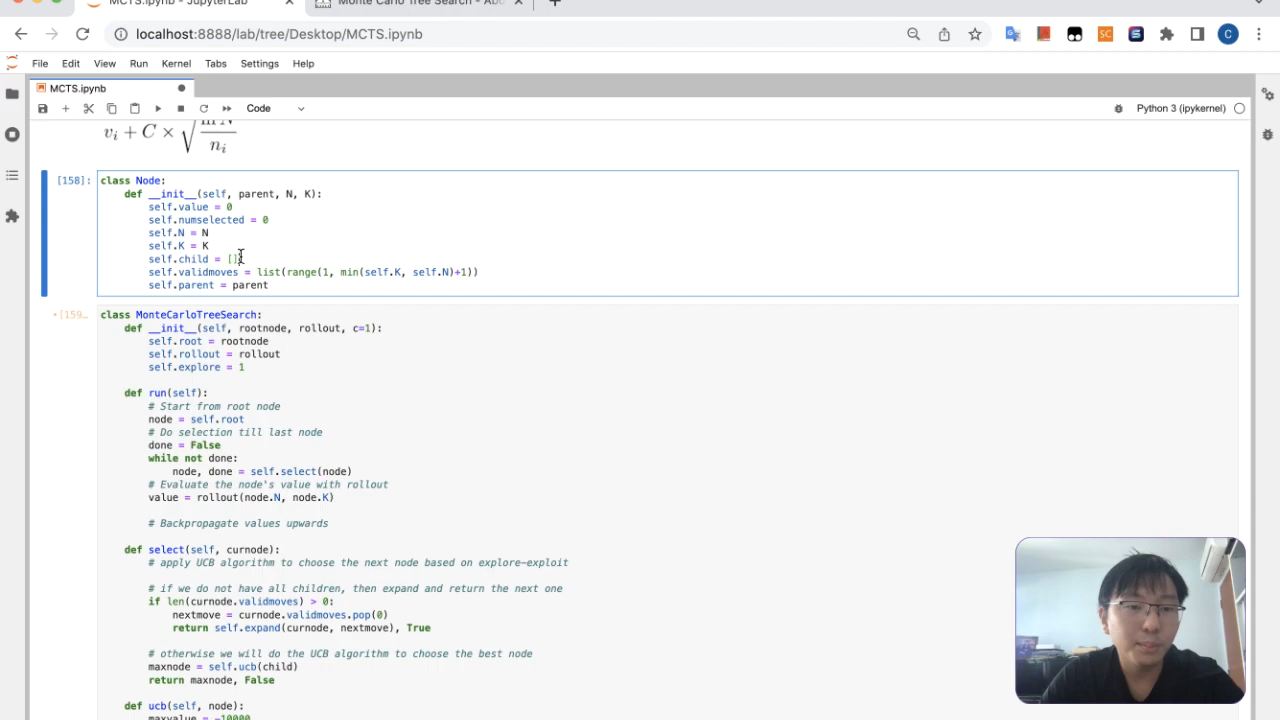 MCTS.ipynb - JupyterLab
Monte Carlo Tree Search - Abo
localhost:8888/lab/tree/Desktop/MCTS.ipynb
SC
C
File Edit View Run Kernel Tabs Settings Help
MCTS.ipynb
Code
Python 3 (ipykernel)
v_i + C × √(ln N / n_i)
[158]:
class Node:
def __init__(self, parent, N, K):
self.value = 0
self.numselected = 0
self.N = N
self.K = K
self.child = []
self.validmoves = list(range(1, min(self.K, self.N)+1))
self.parent = parent
[159…
class MonteCarloTreeSearch:
def __init__(self, rootnode, rollout, c=1):
self.root = rootnode
self.rollout = rollout
self.explore = 1
def run(self):
# Start from root node
node = self.root
# Do selection till last node
done = False
while not done:
node, done = self.select(node)
# Evaluate the node's value with rollout
value = rollout(node.N, node.K)
# Backpropagate values upwards
def select(self, curnode):
# apply UCB algorithm to choose the next node based on explore-exploit
# if we do not have all children, then expand and return the next one
if len(curnode.validmoves) > 0:
nextmove = curnode.validmoves.pop(0)
return self.expand(curnode, nextmove), True
# otherwise we will do the UCB algorithm to choose the best node
maxnode = self.ucb(child)
return maxnode, False
def ucb(self, node):
maxvalue = -10000